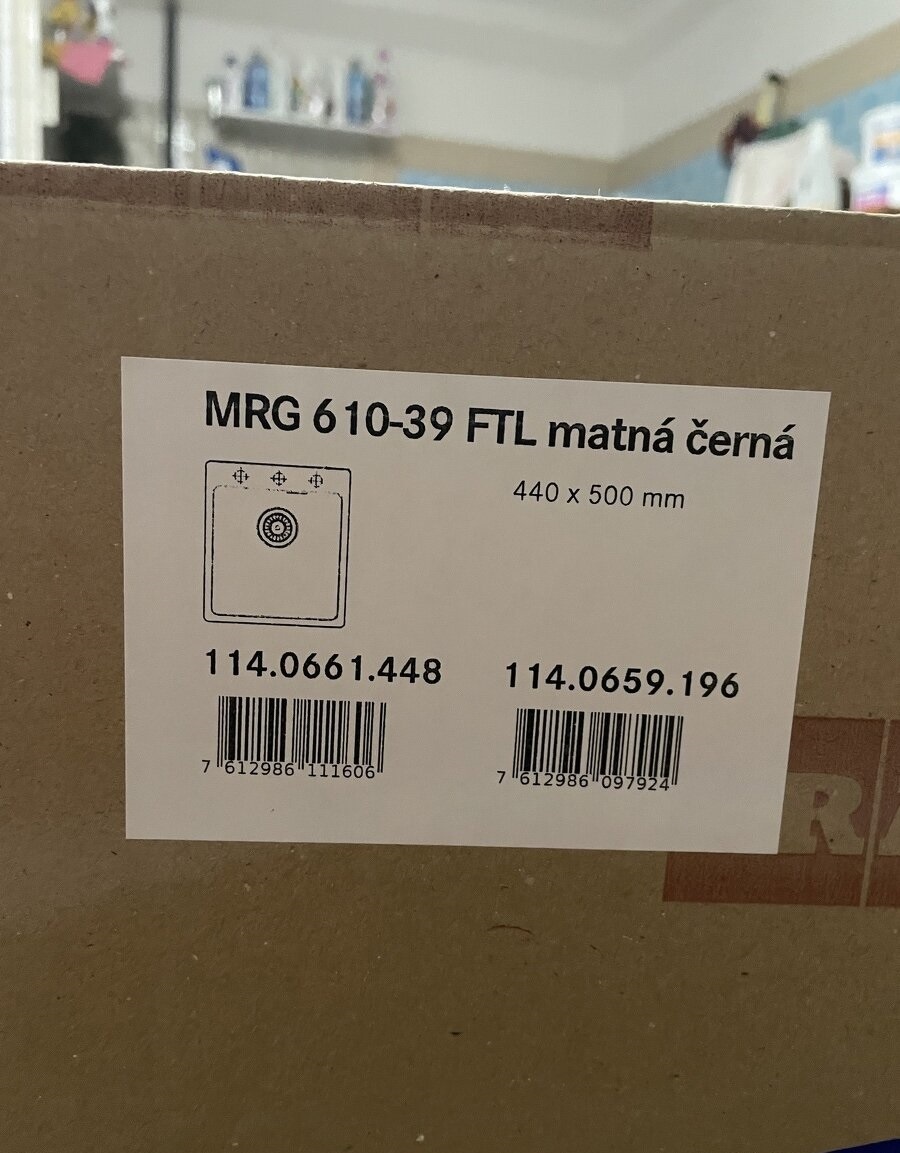 MRG 610-39 FTL matná černá
440 x 500 mm
114.0661.448
114.0659.196
7 612986 111606
7 612986 097924